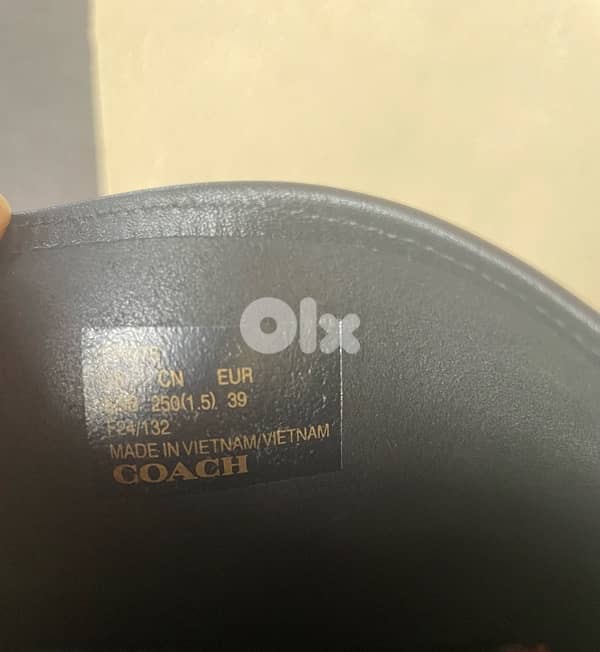 Olx
CN EUR
250(1.5) 39
F24/132
MADE IN VIETNAM/VIETNAM
COACH